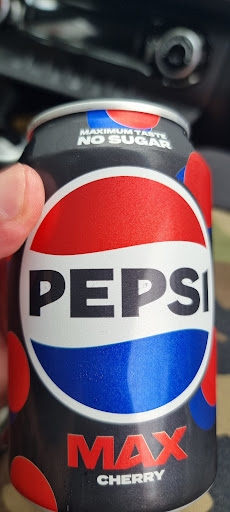 MAXIMUM TASTE
NO SUGAR
PEPSI
MAX
CHERRY